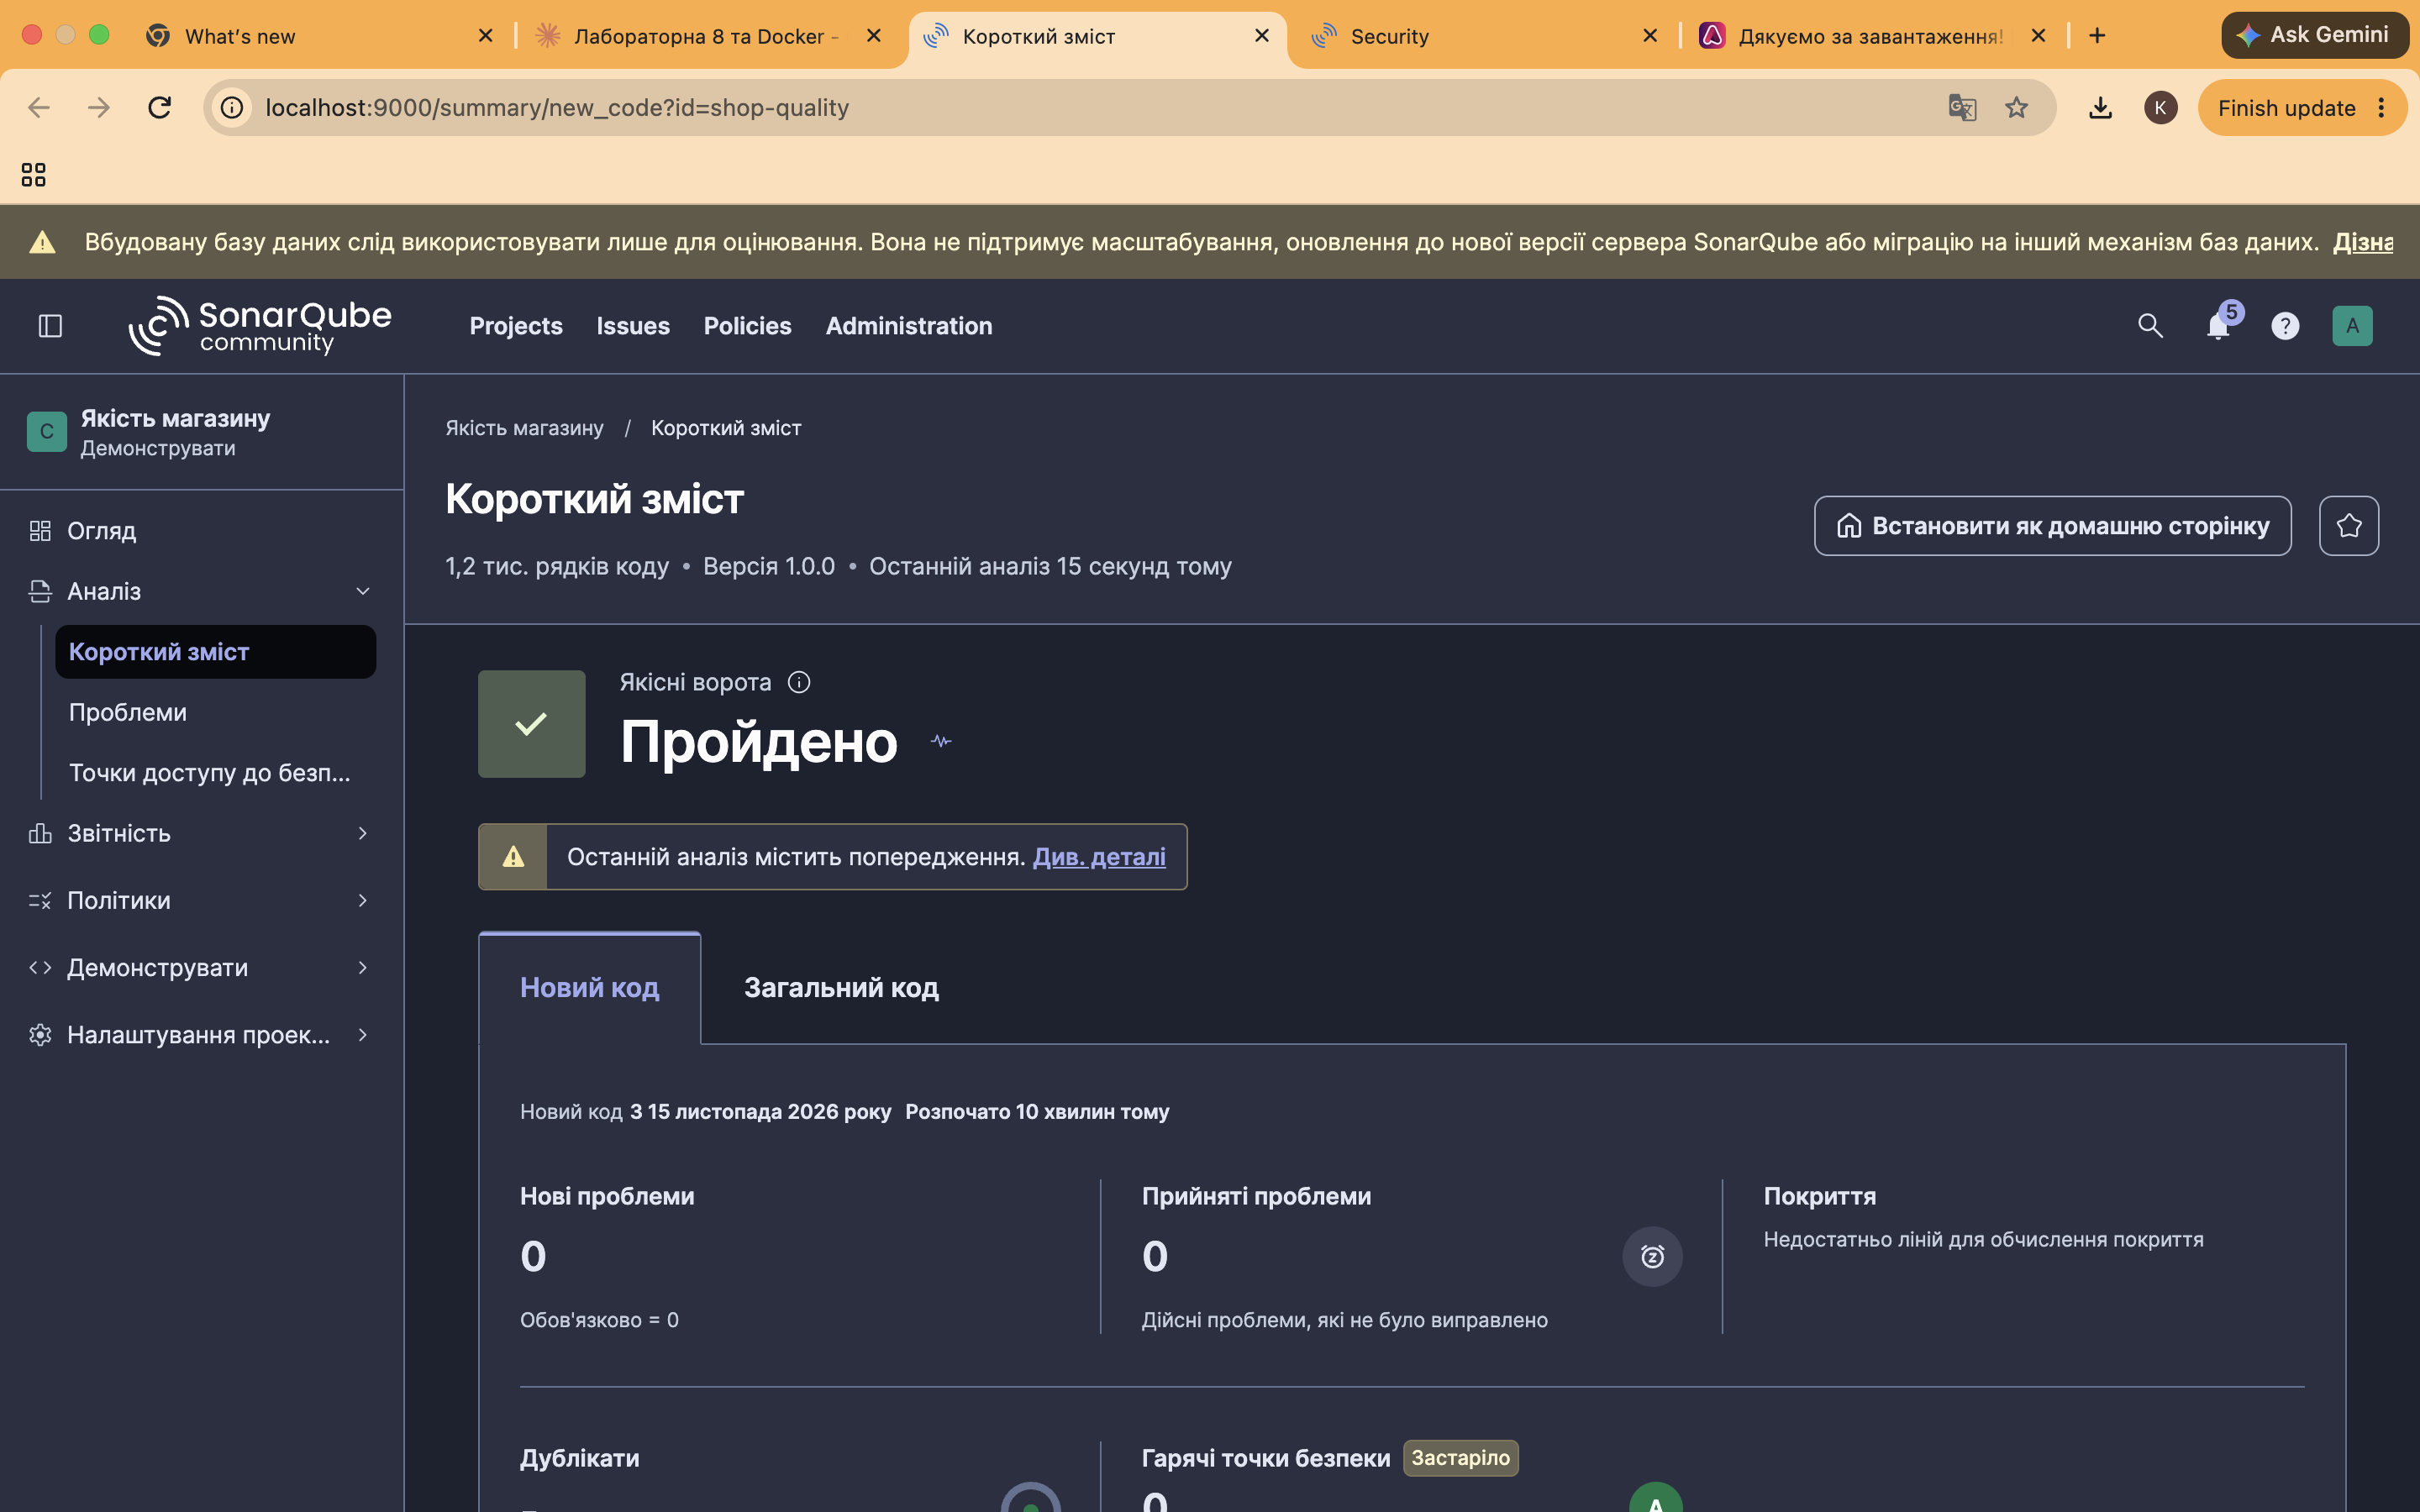 What's new
Лабораторна 8 та Docker -
Короткий зміст
Security
Дякуємо за завантаження!
Ask Gemini
localhost:9000/summary/new_code?id=shop-quality
K
Finish update
Вбудовану базу даних слід використовувати лише для оцінювання. Вона не підтримує масштабування, оновлення до нової версії сервера SonarQube або міграцію на інший механізм баз даних. Дізна
SonarQube
community
Projects
Issues
Policies
Administration
5
A
С
Якість магазину
Демонструвати
Якість магазину / Короткий зміст
Короткий зміст
Встановити як домашню сторінку
1,2 тис. рядків коду • Версія 1.0.0 • Останній аналіз 15 секунд тому
Огляд
Аналіз
Короткий зміст
Проблеми
Точки доступу до безп...
Звітність
Політики
Демонструвати
Налаштування проек...
Якісні ворота
Пройдено
Останній аналіз містить попередження. Див. деталі
Новий код
Загальний код
Новий код З 15 листопада 2026 року Розпочато 10 хвилин тому
Нові проблеми
0
Обов'язково = 0
Прийняті проблеми
0
Дійсні проблеми, які не було виправлено
Покриття
Недостатньо ліній для обчислення покриття
Дублікати
Гарячі точки безпеки Застаріло
0
A